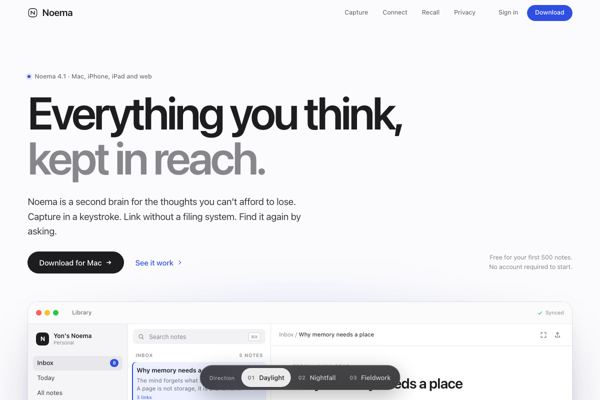 Noema
Capture Connect Recall Privacy Sign in Download
Noema 4.1 · Mac, iPhone, iPad and web
Everything you think,
kept in reach.
Noema is a second brain for the thoughts you can't afford to lose.
Capture in a keystroke. Link without a filing system. Find it again by
asking.
Download for Mac → See it work >
Free for your first 500 notes.
No account required to start.
Library
Synced
Yon's Noema
Personal
Search notes
Inbox / Why memory needs a place
INBOX 5 NOTES
Inbox 6
Today
All notes
Why memory needs a
The mind forgets what
A page is not storage, it is
3 links
Direction 01 Daylight 02 Nightfall 03 Fieldwork
eds a place